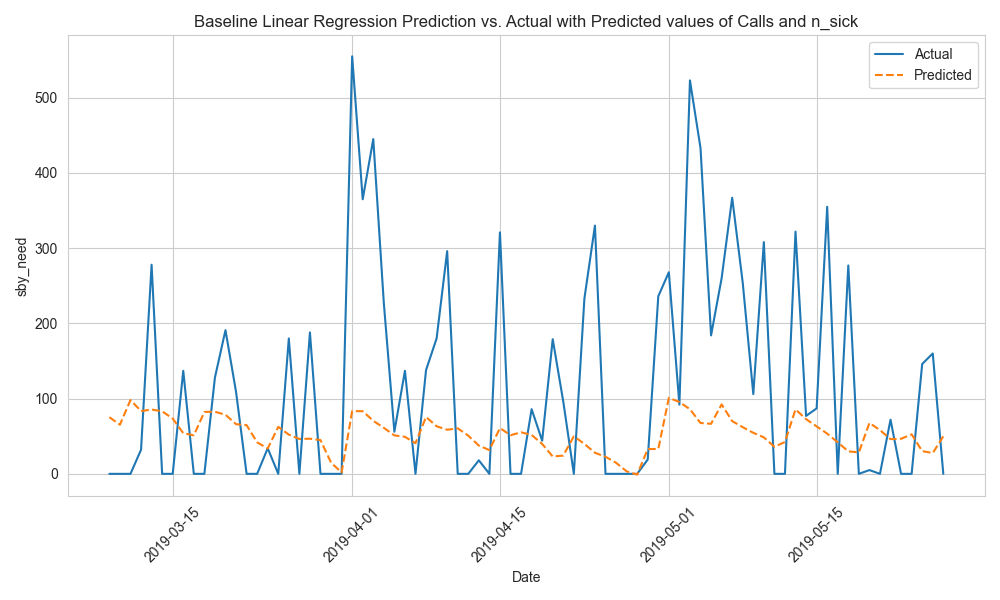 Baseline Linear Regression Prediction vs. Actual with Predicted values of Calls and n_sick
Actual
Predicted
500
400
300
200
100
0
sby_need
2019-03-15
2019-04-01
2019-04-15
2019-05-01
2019-05-15
Date